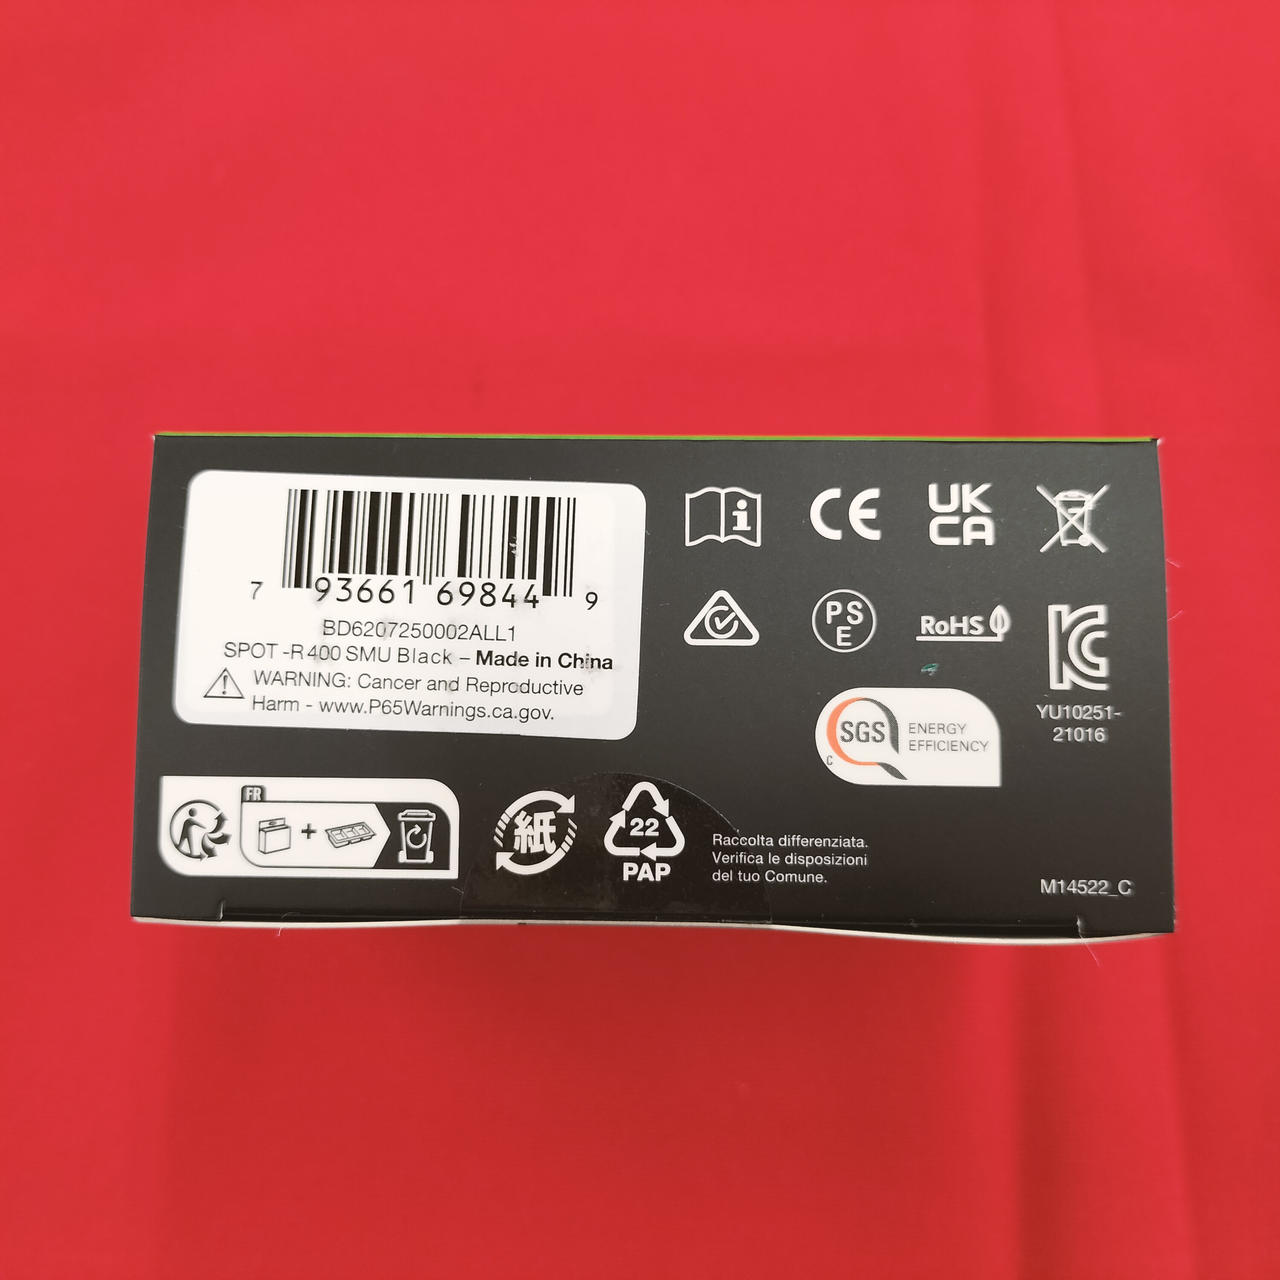 7 93661 69844 9
BD6207250002ALL1
SPOT -R 400 SMU Black – Made in China
WARNING: Cancer and Reproductive
Harm - www.P65Warnings.ca.gov.
i
CE
UK
CA
PS
E
RoHS
KC
YU10251-
21016
SGS
C
ENERGY
EFFICIENCY
FR
紙
22
PAP
Raccolta differenziata.
Verifica le disposizioni
del tuo Comune.
M14522_C